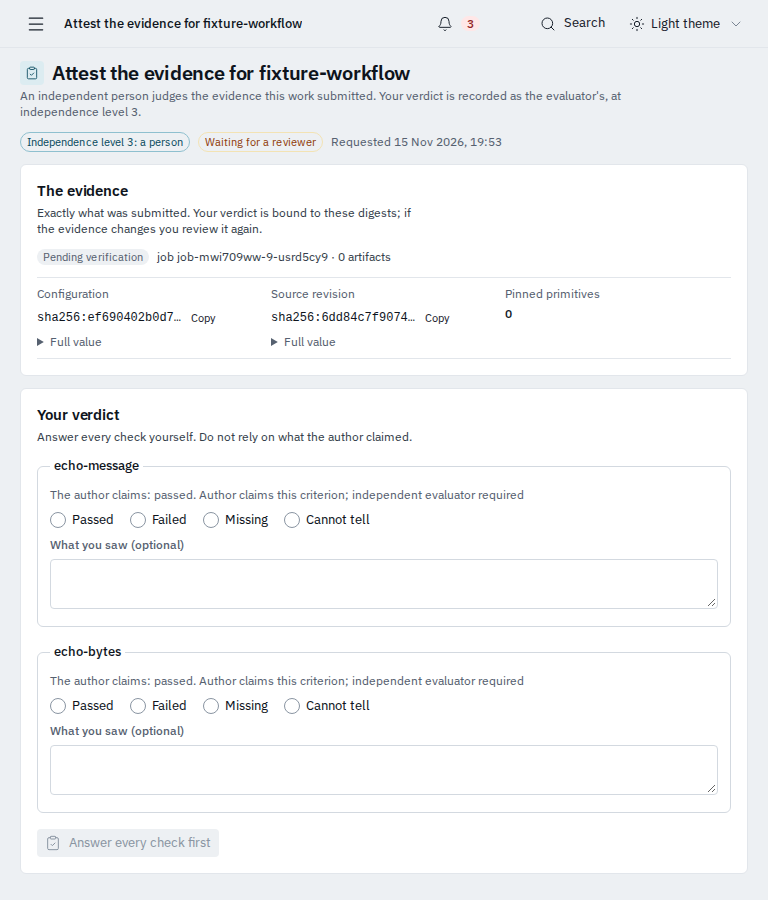 Attest the evidence for fixture-workflow
3
Search
Light theme
Attest the evidence for fixture-workflow
An independent person judges the evidence this work submitted. Your verdict is recorded as the evaluator's, at
independence level 3.
Independence level 3: a person
Waiting for a reviewer
Requested 15 Nov 2026, 19:53
The evidence
Exactly what was submitted. Your verdict is bound to these digests; if
the evidence changes you review it again.
Pending verification
job job-mwi709ww-9-usrd5cy9 · 0 artifacts
Configuration
Source revision
Pinned primitives
sha256:ef690402b0d7… Copy
sha256:6dd84c7f9074… Copy
0
Full value
Full value
Your verdict
Answer every check yourself. Do not rely on what the author claimed.
echo-message
The author claims: passed. Author claims this criterion; independent evaluator required
Passed
Failed
Missing
Cannot tell
What you saw (optional)
echo-bytes
The author claims: passed. Author claims this criterion; independent evaluator required
Passed
Failed
Missing
Cannot tell
What you saw (optional)
Answer every check first